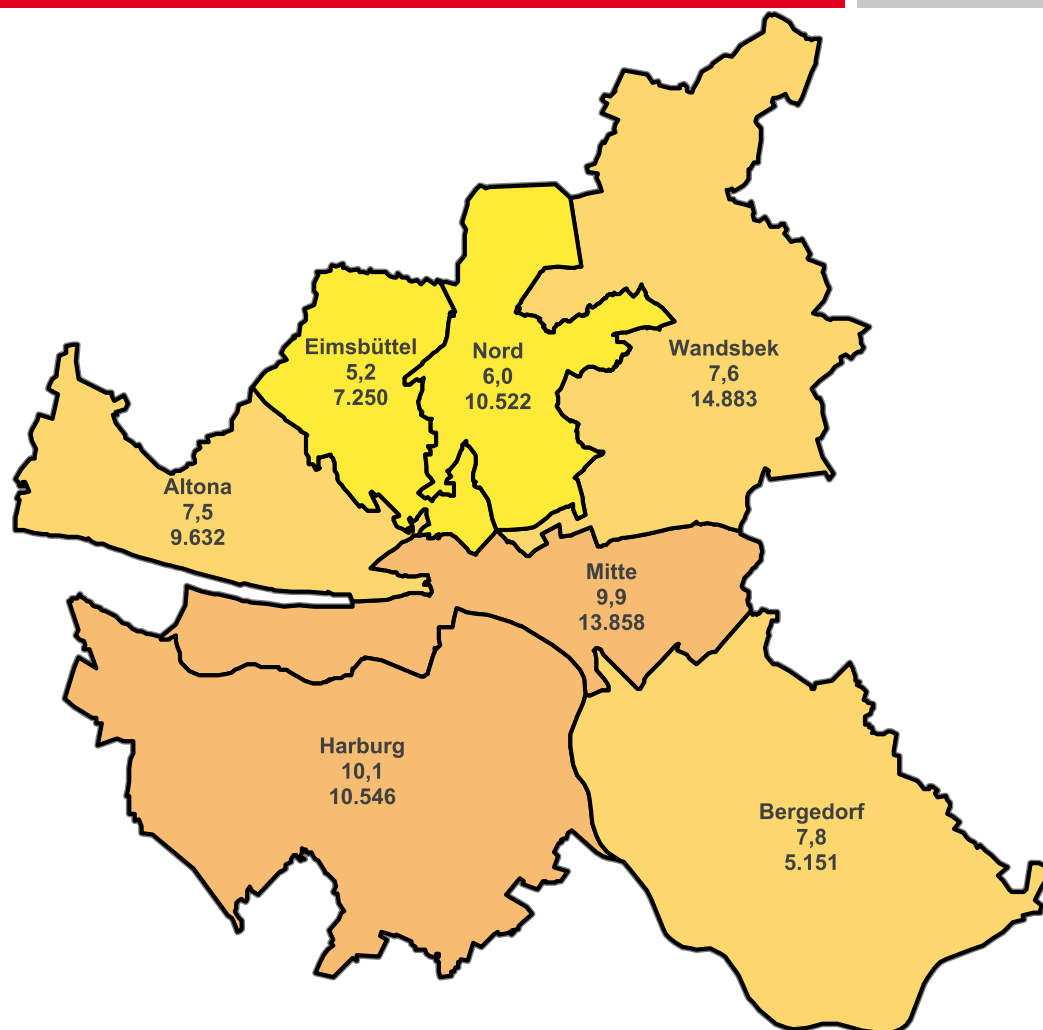 Eimsbüttel
5,2
7.250
Nord
6,0
10.522
Wandsbek
7,6
14.883
Altona
7,5
9.632
Mitte
9,9
13.858
Harburg
10,1
10.546
Bergedorf
7,8
5.151